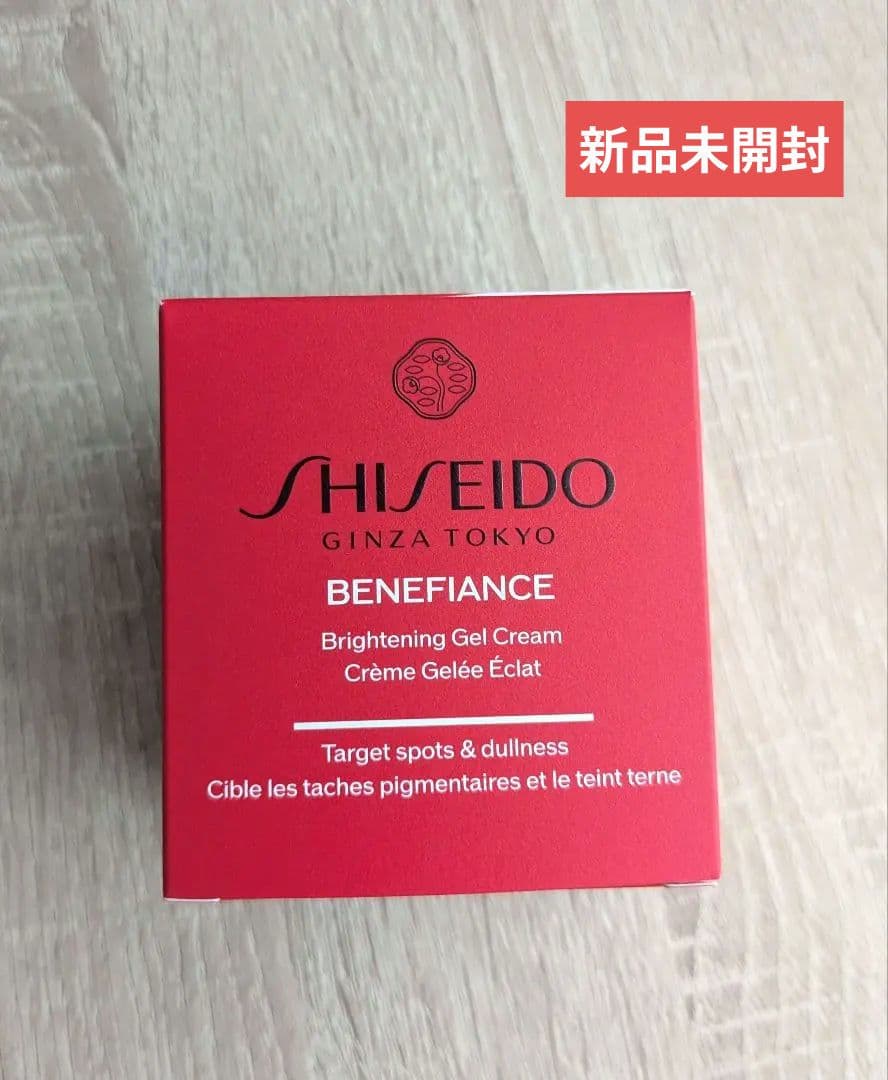 新品未開封
SHISEIDO
GINZA TOKYO
BENEFIANCE
Brightening Gel Cream
Crème Gelée Éclat
Target spots & dullness
Cible les taches pigmentaires et le teint terne